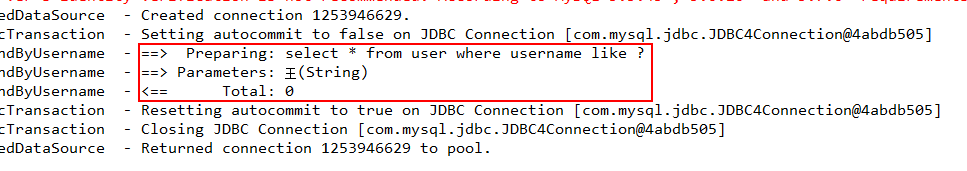 edDataSource - Created connection 1253946629.
cTransaction - Setting autocommit to false on JDBC Connection [com.mysql.jdbc.JDBC4Connection@4abdb505]
ndByUsername - ==> Preparing: select * from user where username like ?
ndByUsername - ==> Parameters: 王(String)
ndByUsername - <== Total: 0
cTransaction - Resetting autocommit to true on JDBC Connection [com.mysql.jdbc.JDBC4Connection@4abdb505]
cTransaction - Closing JDBC Connection [com.mysql.jdbc.JDBC4Connection@4abdb505]
edDataSource - Returned connection 1253946629 to pool.